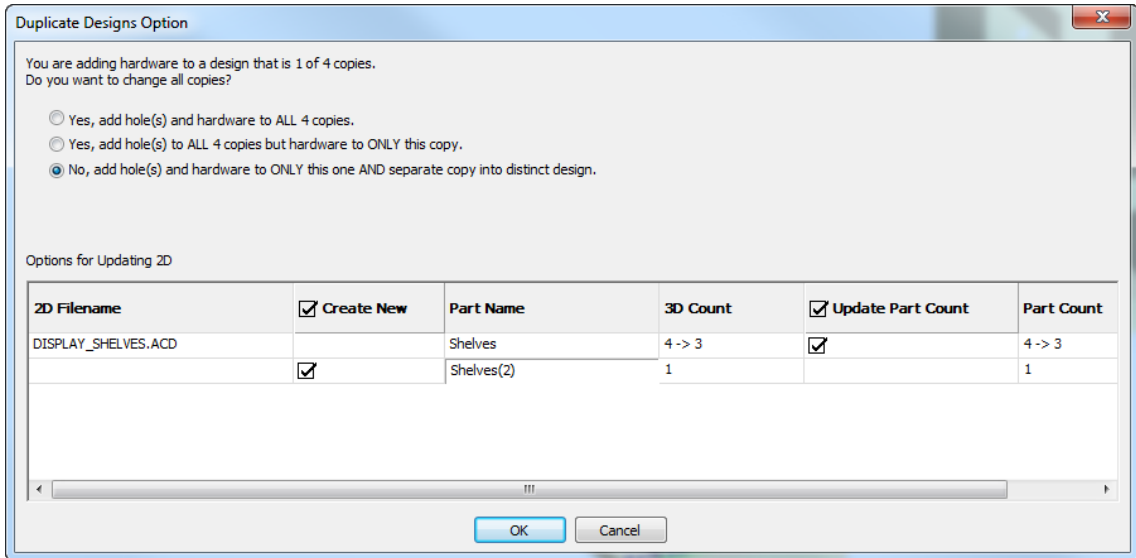 Duplicate Designs Option
You are adding hardware to a design that is 1 of 4 copies.
Do you want to change all copies?
Yes, add hole(s) and hardware to ALL 4 copies.
Yes, add hole(s) to ALL 4 copies but hardware to ONLY this copy.
No, add hole(s) and hardware to ONLY this one AND separate copy into distinct design.
Options for Updating 2D
2D Filename Create New Part Name 3D Count Update Part Count Part Count
DISPLAY_SHELVES.ACD Shelves 4 -> 3 4 -> 3
Shelves(2) 1 1
OK Cancel